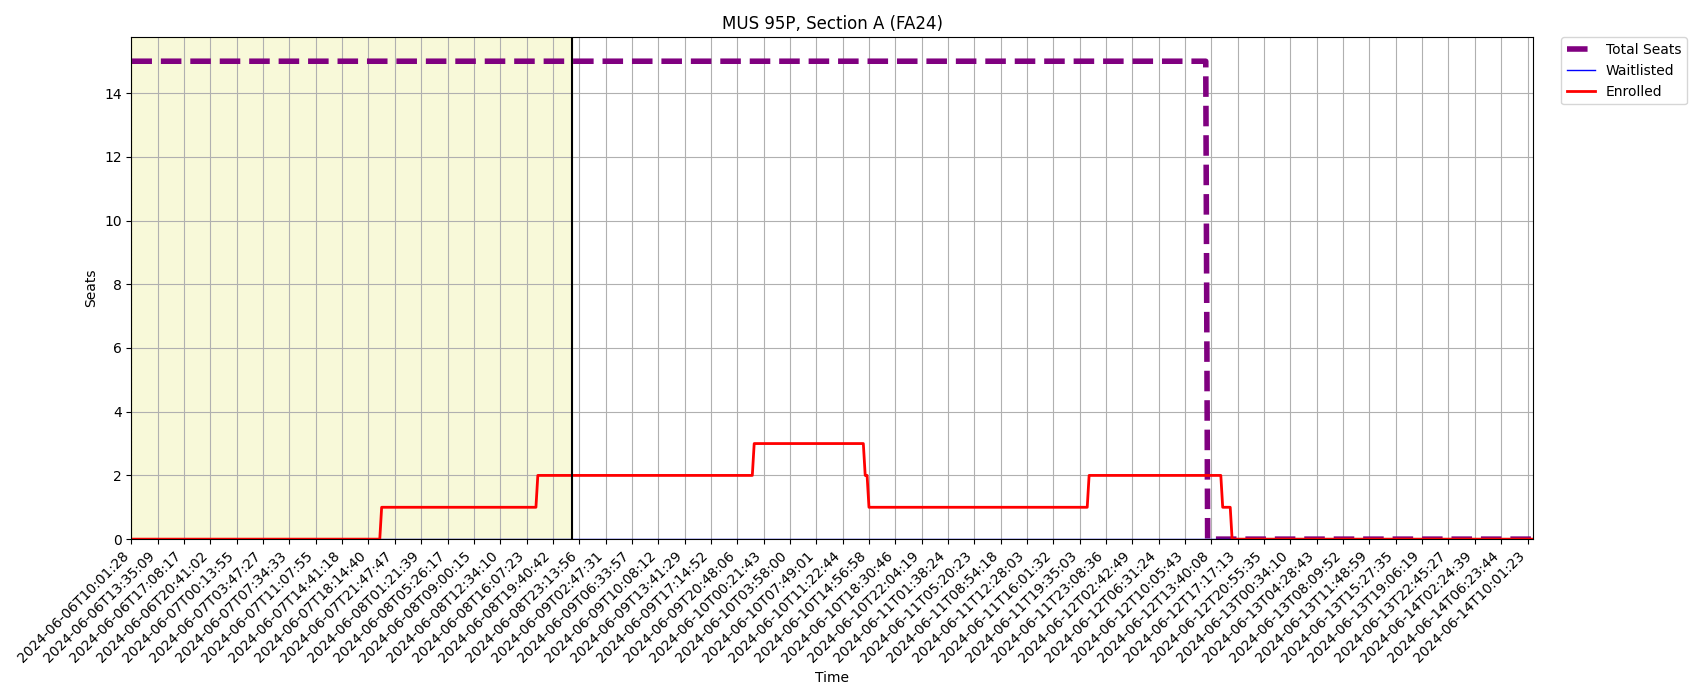 MUS 95P, Section A (FA24)
Total Seats
Waitlisted
Enrolled
Seats
14
12
10
8
6
4
2
0
2024-06-06T10:01:28
2024-06-06T13:35:09
2024-06-06T17:08:17
2024-06-06T20:41:02
2024-06-07T00:13:55
2024-06-07T03:47:27
2024-06-07T07:34:33
2024-06-07T11:07:55
2024-06-07T14:41:18
2024-06-07T18:14:40
2024-06-07T21:47:47
2024-06-08T01:21:39
2024-06-08T05:26:17
2024-06-08T09:00:15
2024-06-08T12:34:10
2024-06-08T16:07:23
2024-06-08T19:40:42
2024-06-08T23:13:56
2024-06-09T02:47:31
2024-06-09T06:33:57
2024-06-09T10:08:12
2024-06-09T13:41:29
2024-06-09T17:14:52
2024-06-09T20:48:06
2024-06-10T00:21:43
2024-06-10T03:58:00
2024-06-10T07:49:01
2024-06-10T11:22:44
2024-06-10T14:56:58
2024-06-10T18:30:46
2024-06-10T22:04:19
2024-06-11T01:38:24
2024-06-11T05:20:23
2024-06-11T08:54:18
2024-06-11T12:28:03
2024-06-11T16:01:32
2024-06-11T19:35:03
2024-06-11T23:08:36
2024-06-12T02:42:49
2024-06-12T06:31:24
2024-06-12T10:05:43
2024-06-12T13:40:08
2024-06-12T17:17:13
2024-06-12T20:55:35
2024-06-13T00:34:10
2024-06-13T04:28:43
2024-06-13T08:09:52
2024-06-13T11:48:59
2024-06-13T15:27:35
2024-06-13T19:06:19
2024-06-13T22:45:27
2024-06-14T02:24:39
2024-06-14T06:23:44
2024-06-14T10:01:23
Time